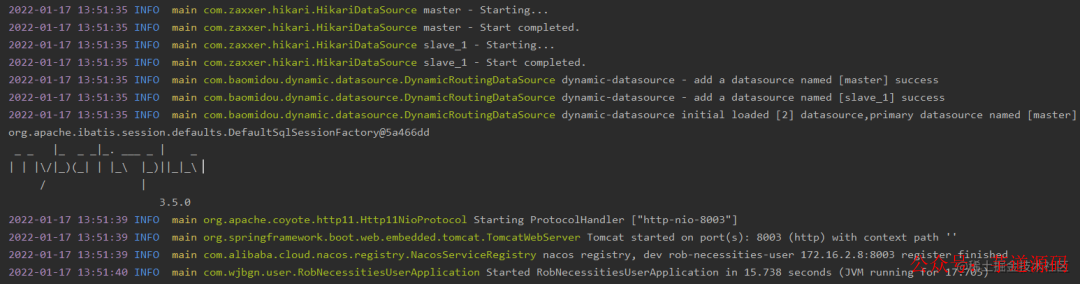 2022-01-17 13:51:35 INFO  main com.zaxxer.hikari.HikariDataSource master - Starting...
2022-01-17 13:51:35 INFO  main com.zaxxer.hikari.HikariDataSource master - Start completed.
2022-01-17 13:51:35 INFO  main com.zaxxer.hikari.HikariDataSource slave_1 - Starting...
2022-01-17 13:51:35 INFO  main com.zaxxer.hikari.HikariDataSource slave_1 - Start completed.
2022-01-17 13:51:35 INFO  main com.baomidou.dynamic.datasource.DynamicRoutingDataSource dynamic-datasource - add a datasource named [master] success
2022-01-17 13:51:35 INFO  main com.baomidou.dynamic.datasource.DynamicRoutingDataSource dynamic-datasource - add a datasource named [slave_1] success
2022-01-17 13:51:35 INFO  main com.baomidou.dynamic.datasource.DynamicRoutingDataSource dynamic-datasource initial loaded [2] datasource,primary datasource named [master]
org.apache.ibatis.session.defaults.DefaultSqlSessionFactory@5a466dd
 _ _   |_  _ _|_. ___ _ |    _
| | |\/|_)(_| | |_\  |_)||_|_\
     /               |
                        3.5.0
2022-01-17 13:51:39 INFO  main org.apache.coyote.http11.Http11NioProtocol Starting ProtocolHandler ["http-nio-8003"]
2022-01-17 13:51:39 INFO  main org.springframework.boot.web.embedded.tomcat.TomcatWebServer Tomcat started on port(s): 8003 (http) with context path ''
2022-01-17 13:51:39 INFO  main com.alibaba.cloud.nacos.registry.NacosServiceRegistry nacos registry, dev rob-necessities-user 172.16.2.8:8003 register finished
2022-01-17 13:51:40 INFO  main com.wjbgn.user.RobNecessitiesUserApplication Started RobNecessitiesUserApplication in 15.738 seconds (JVM running for 17.705)
@稀土掘金技术社区